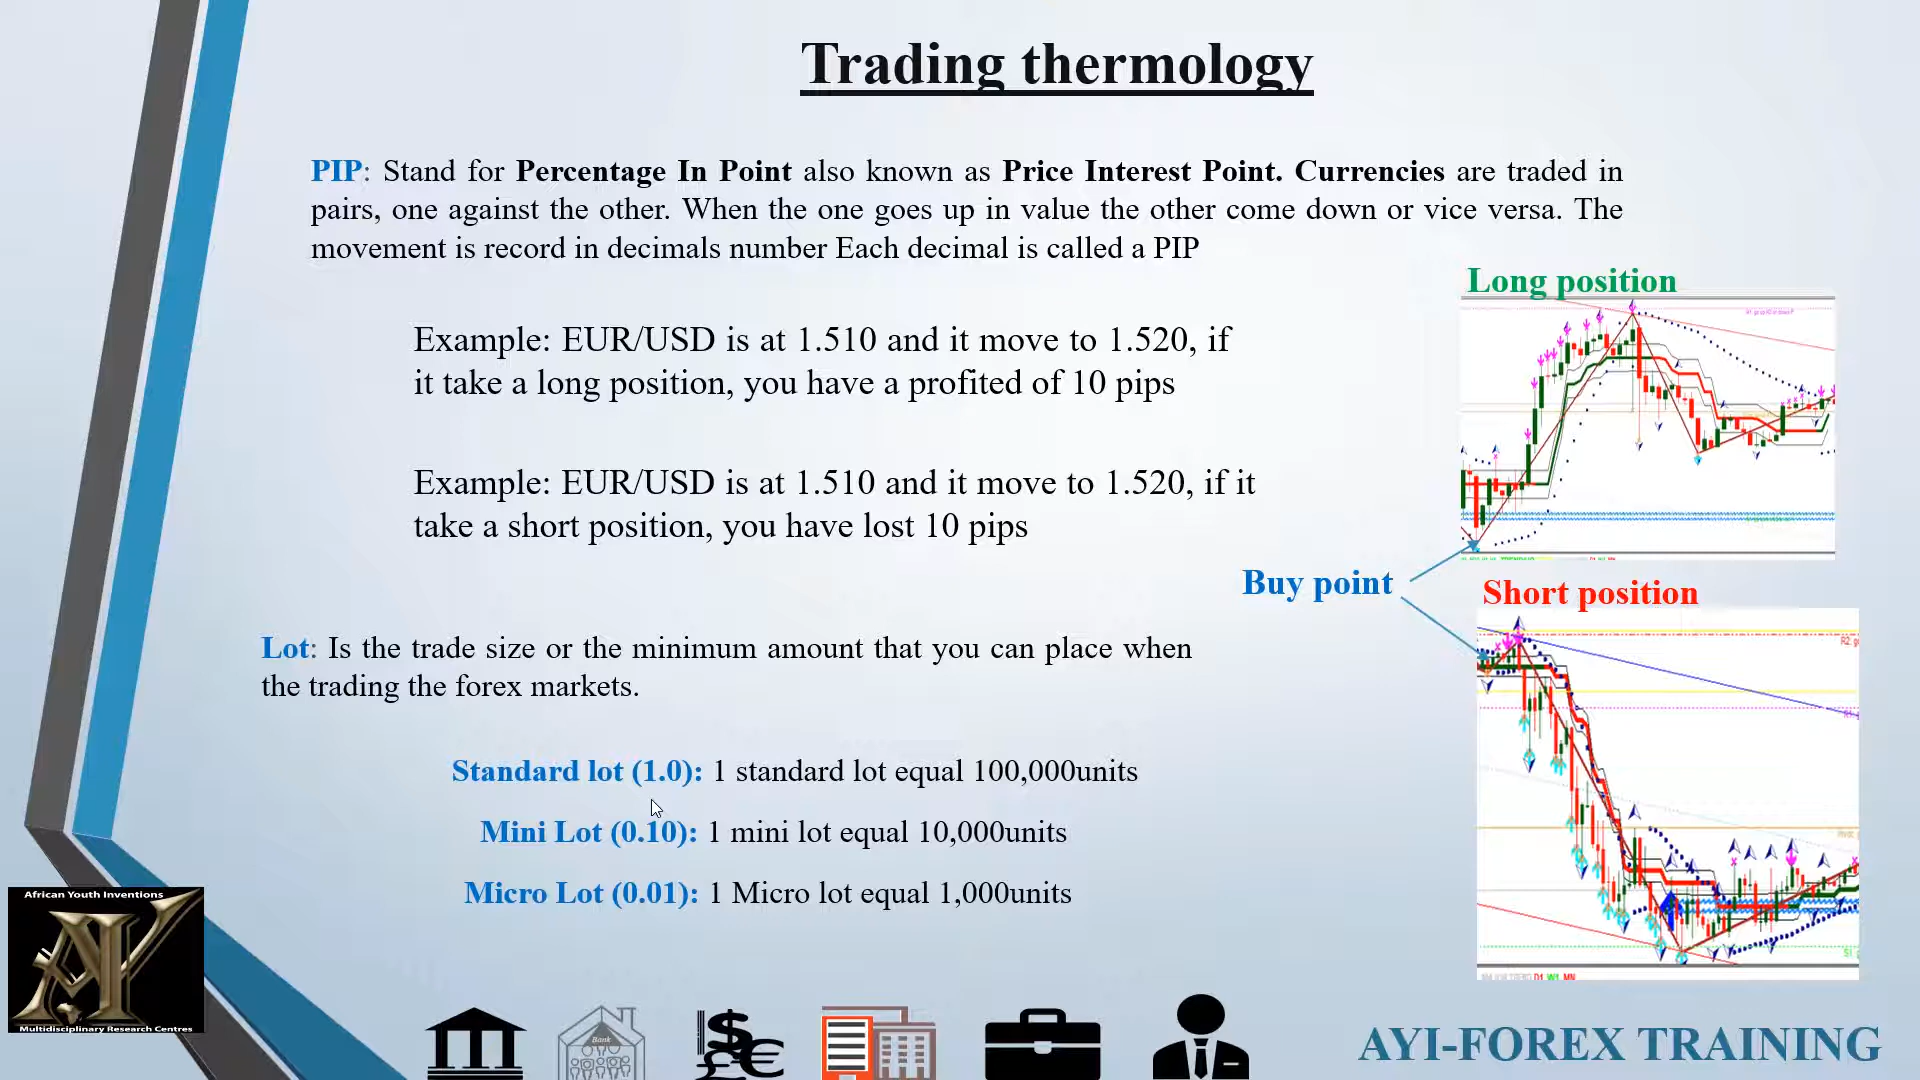 Trading thermology
PIP: Stand for Percentage In Point also known as Price Interest Point. Currencies are traded in
pairs, one against the other. When the one goes up in value the other come down or vice versa. The
movement is record in decimals number Each decimal is called a PIP
Long position
Example: EUR/USD is at 1.510 and it move to 1.520, if
it take a long position, you have a profited of 10 pips
Example: EUR/USD is at 1.510 and it move to 1.520, if it
take a short position, you have lost 10 pips
Buy point
Short position
Lot: Is the trade size or the minimum amount that you can place when
the trading the forex markets.
Standard lot (1.0): 1 standard lot equal 100,000units
Mini Lot (0.10): 1 mini lot equal 10,000units
Micro Lot (0.01): 1 Micro lot equal 1,000units
African Youth Inventions
AYI
Multidisciplinary Research Centres
Bank
D1 W1 MN
AYI-FOREX TRAINING